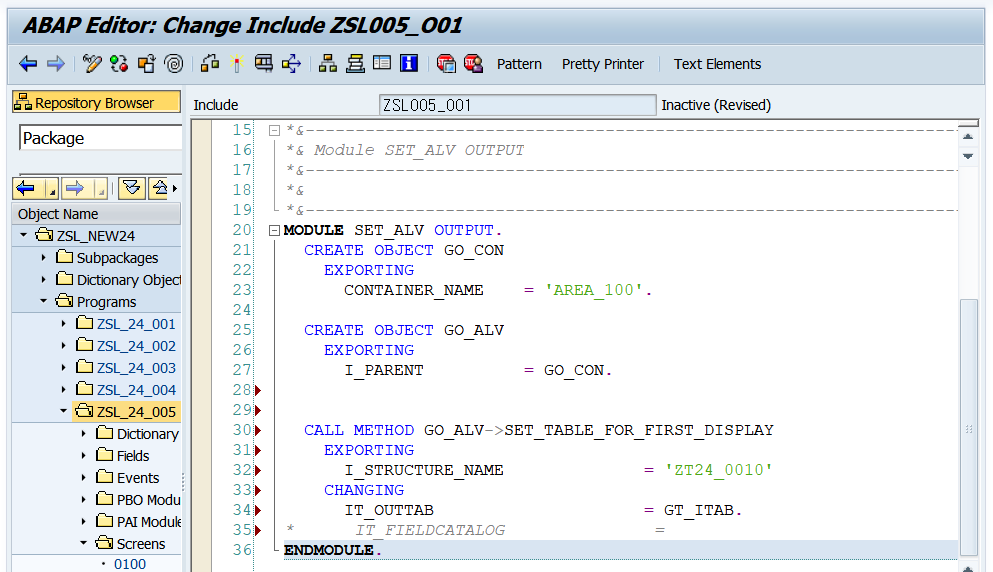 ABAP Editor: Change Include ZSL005_O01
Pattern Pretty Printer Text Elements
Repository Browser
Include ZSL005_O01 Inactive (Revised)
Package
Object Name
ZSL_NEW24
Subpackages
Dictionary Object
Programs
ZSL_24_001
ZSL_24_002
ZSL_24_003
ZSL_24_004
ZSL_24_005
Dictionary
Fields
Events
PBO Modu
PAI Module
Screens
0100
15 *&---------------------------------------------------------------------
16 *& Module SET_ALV OUTPUT
17 *&---------------------------------------------------------------------
18 *&
19 *&---------------------------------------------------------------------
20 MODULE SET_ALV OUTPUT.
21 CREATE OBJECT GO_CON
22 EXPORTING
23 CONTAINER_NAME = 'AREA_100'.
24
25 CREATE OBJECT GO_ALV
26 EXPORTING
27 I_PARENT = GO_CON.
28
29
30 CALL METHOD GO_ALV->SET_TABLE_FOR_FIRST_DISPLAY
31 EXPORTING
32 I_STRUCTURE_NAME = 'ZT24_0010'
33 CHANGING
34 IT_OUTTAB = GT_ITAB.
35 * IT_FIELDCATALOG =
36 ENDMODULE.